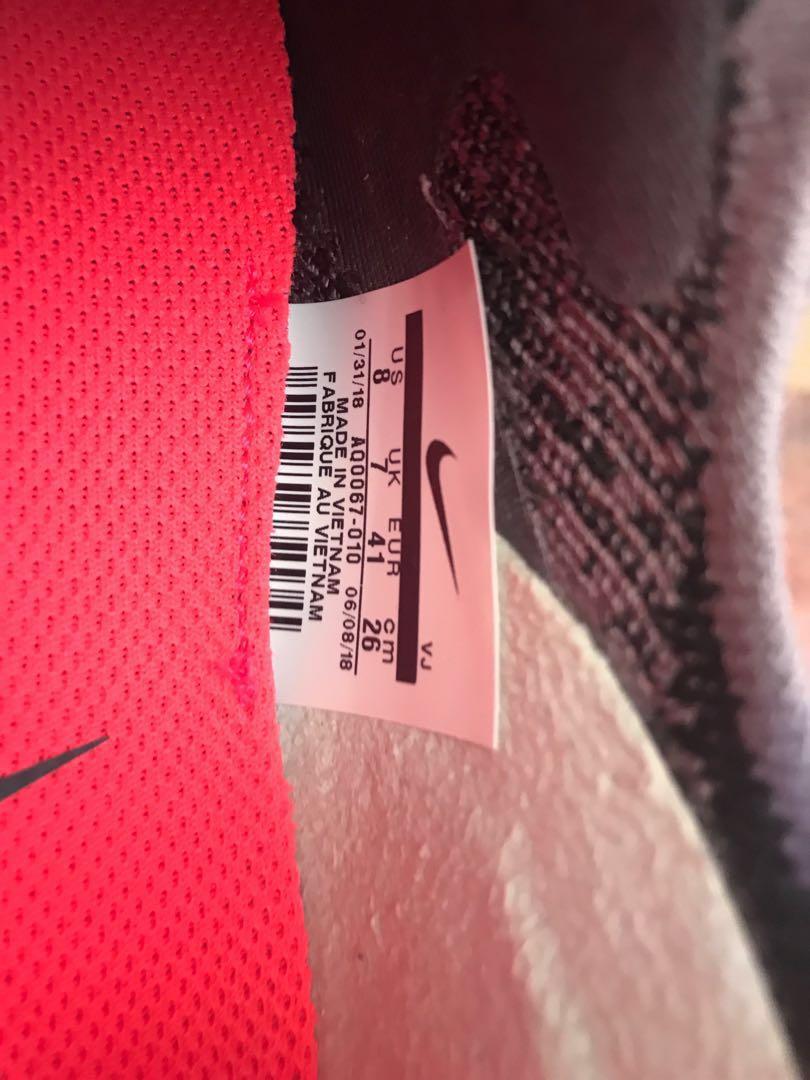 VJ
US UK EUR cm
8 7 41 26
01/31/18 AQ0067-010 06/08/18
MADE IN VIETNAM
FABRIQUE AU VIETNAM